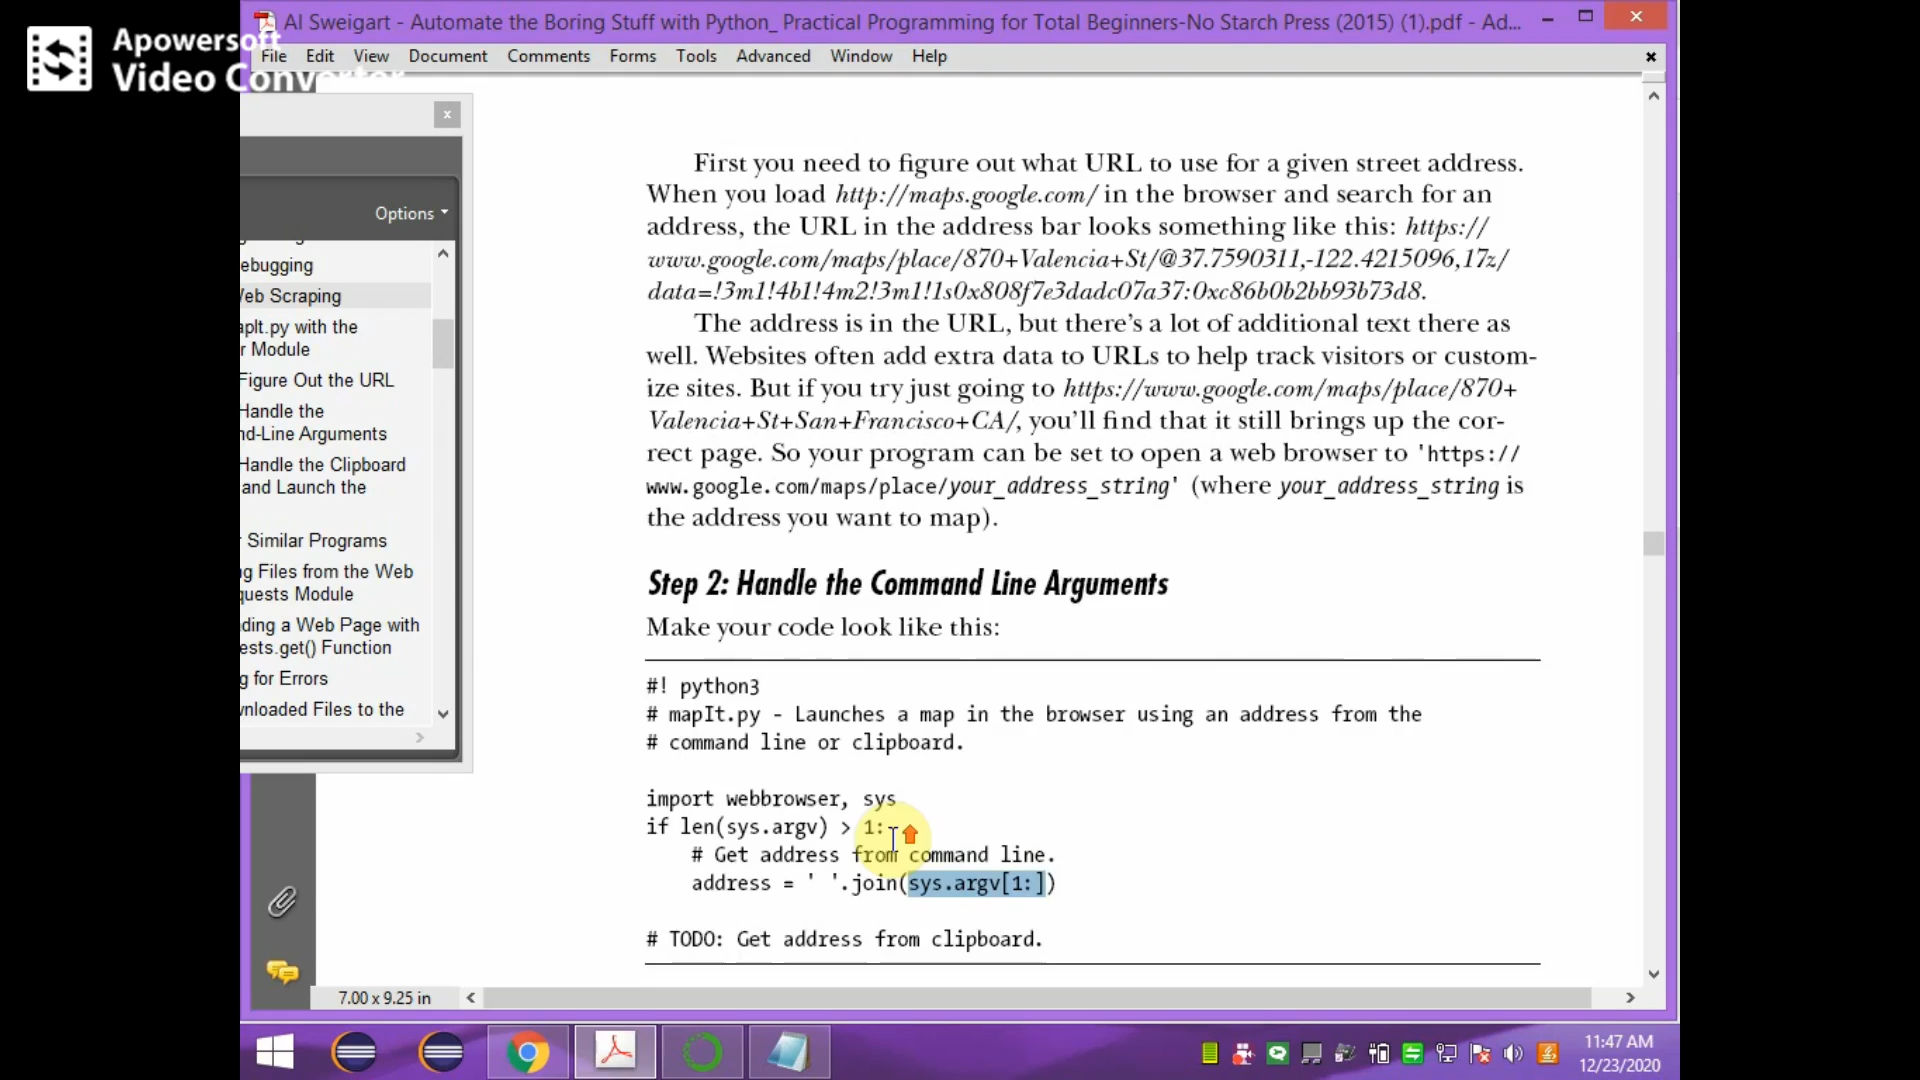 Apowersoft
Video Converter
Al Sweigart - Automate the Boring Stuff with Python_ Practical Programming for Total Beginners-No Starch Press (2015) (1).pdf - Ad...
File Edit View Document Comments Forms Tools Advanced Window Help
Options
ebugging
eb Scraping
apIt.py with the
r Module
Figure Out the URL
Handle the
nd-Line Arguments
Handle the Clipboard
and Launch the
r Similar Programs
ng Files from the Web
quests Module
ding a Web Page with
ests.get() Function
g for Errors
wnloaded Files to the
First you need to figure out what URL to use for a given street address.
When you load http://maps.google.com/ in the browser and search for an
address, the URL in the address bar looks something like this: https://
www.google.com/maps/place/870+Valencia+St/@37.7590311,-122.4215096,17z/
data=!3m1!4b1!4m2!3m1!1s0x808f7e3dadc07a37:0xc86b0b2bb93b73d8.
The address is in the URL, but there's a lot of additional text there as
well. Websites often add extra data to URLs to help track visitors or custom-
ize sites. But if you try just going to https://www.google.com/maps/place/870+
Valencia+St+San+Francisco+CA/, you'll find that it still brings up the cor-
rect page. So your program can be set to open a web browser to 'https://
www.google.com/maps/place/your_address_string' (where your_address_string is
the address you want to map).
Step 2: Handle the Command Line Arguments
Make your code look like this:
#! python3
# mapIt.py - Launches a map in the browser using an address from the
# command line or clipboard.
import webbrowser, sys
if len(sys.argv) > 1:
# Get address from command line.
address = ' '.join(sys.argv[1:])
# TODO: Get address from clipboard.
7.00 x 9.25 in
11:47 AM
12/23/2020